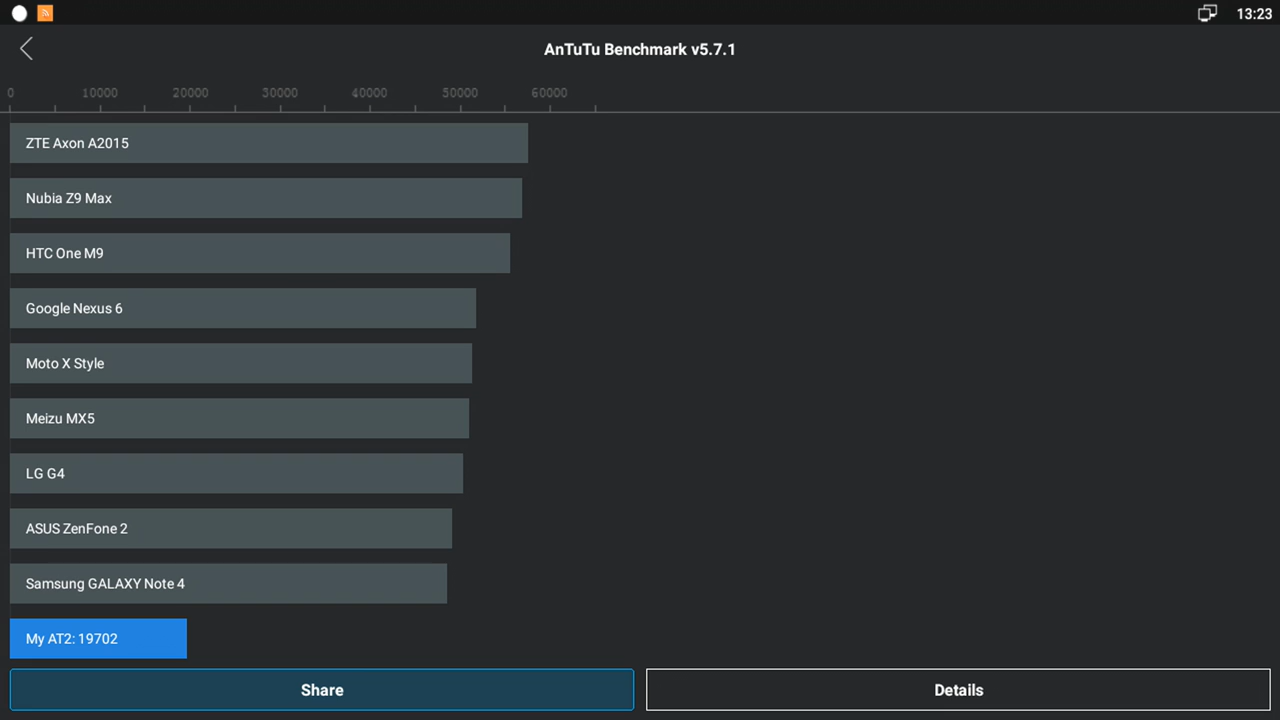 13:23
AnTuTu Benchmark v5.7.1
0 10000 20000 30000 40000 50000 60000
ZTE Axon A2015
Nubia Z9 Max
HTC One M9
Google Nexus 6
Moto X Style
Meizu MX5
LG G4
ASUS ZenFone 2
Samsung GALAXY Note 4
My AT2: 19702
Share Details